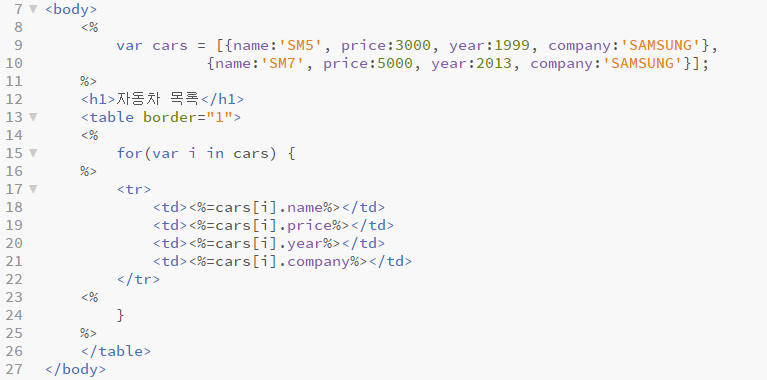 7 <body>
8 <%
9 var cars = [{name:'SM5', price:3000, year:1999, company:'SAMSUNG'},
10 {name:'SM7', price:5000, year:2013, company:'SAMSUNG'}];
11 %>
12 <h1>자동차 목록</h1>
13 <table border="1">
14 <%
15 for(var i in cars) {
16 %>
17 <tr>
18 <td><%=cars[i].name%></td>
19 <td><%=cars[i].price%></td>
20 <td><%=cars[i].year%></td>
21 <td><%=cars[i].company%></td>
22 </tr>
23 <%
24 }
25 %>
26 </table>
27 </body>